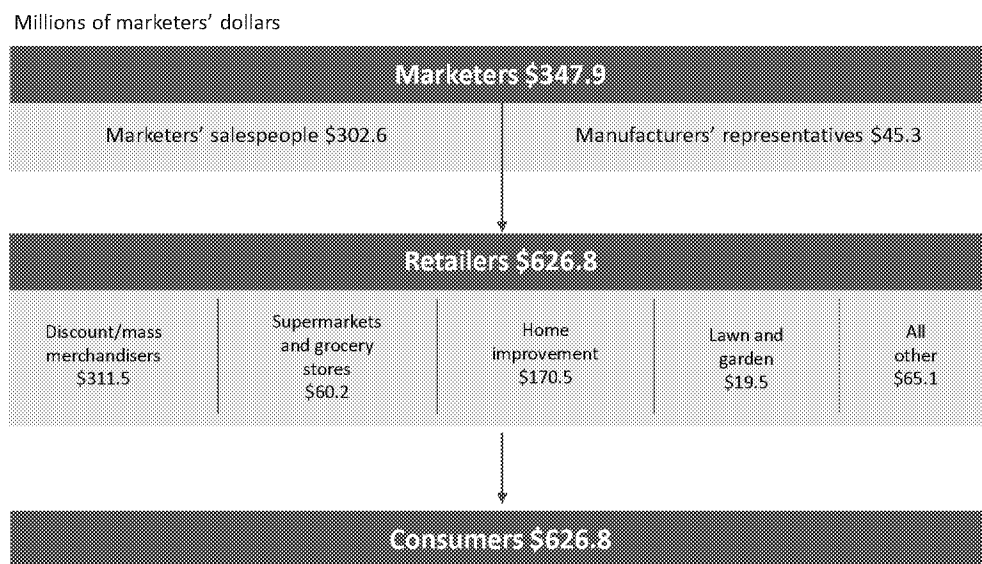 Millions of marketers' dollars
Marketers $347.9
Marketers' salespeople $302.6
Manufacturers' representatives $45.3
Retailers $626.8
Discount/mass
merchandisers
$311.5
Supermarkets
and grocery
stores
$60.2
Home
improvement
$170.5
Lawn and
garden
$19.5
All
other
$65.1
Consumers $626.8